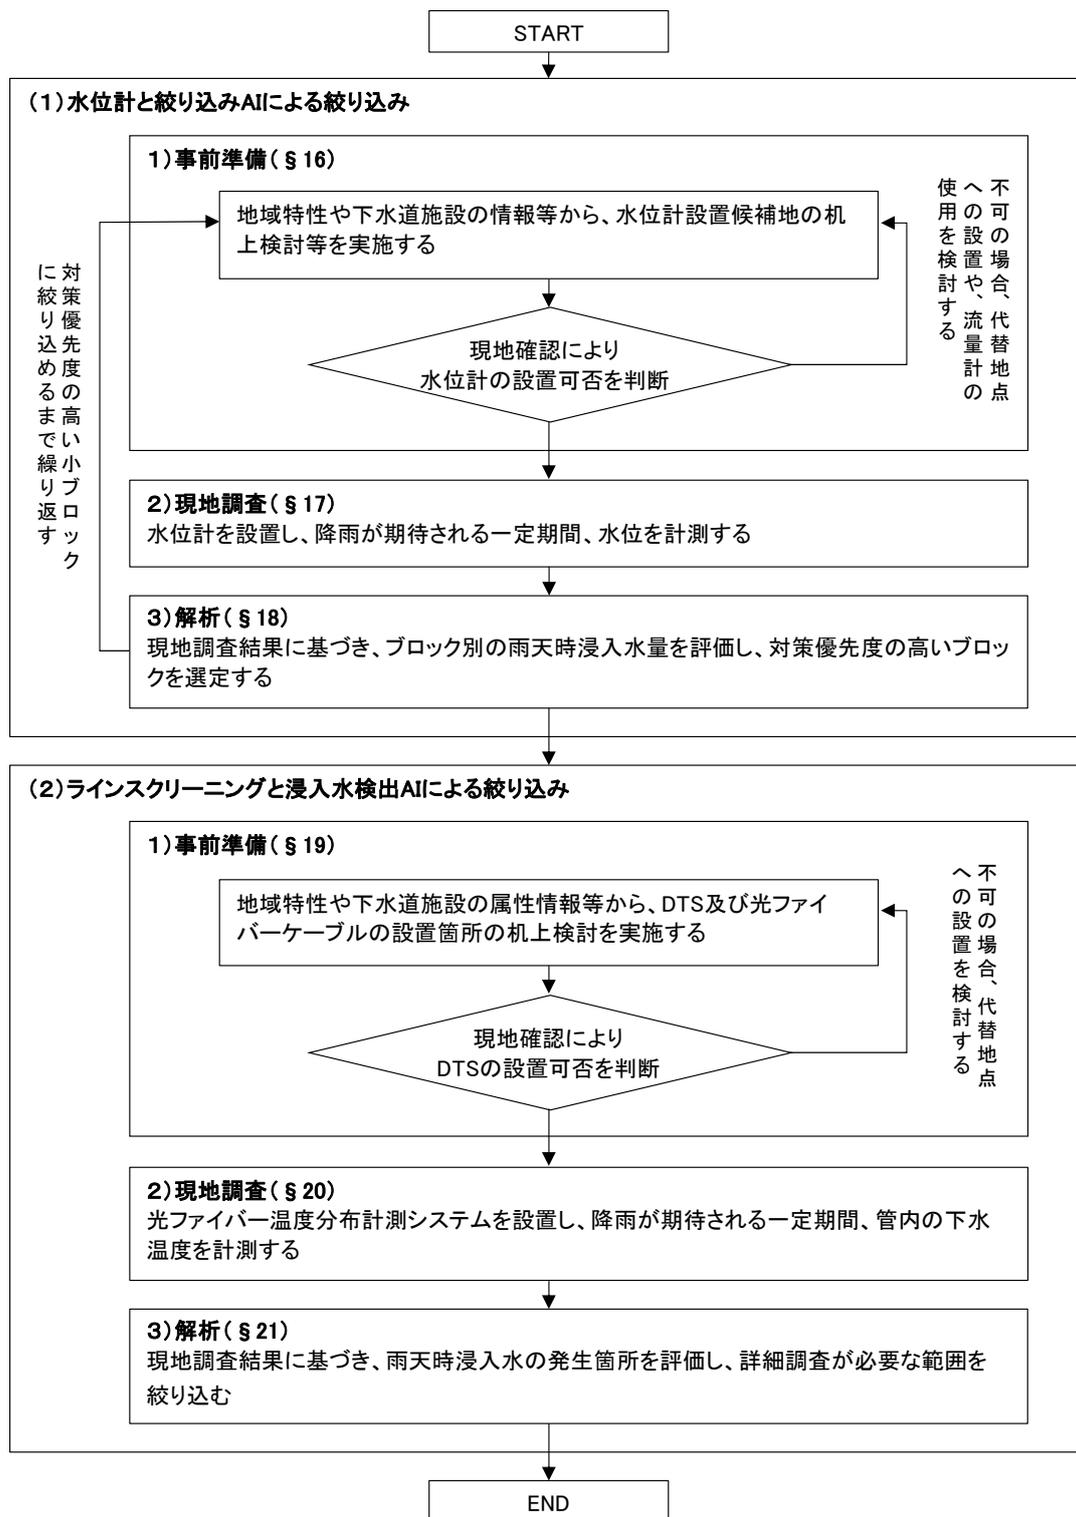 START
(1)水位計と絞り込みAIによる絞り込み
1)事前準備(§16)
地域特性や下水道施設の情報等から、水位計設置候補地の机
上検討等を実施する
現地確認により
水位計の設置可否を判断
不可の場合、代替地点
への設置や、流量計の
使用を検討する
対策優先度の高い小ブロック
に絞り込めるまで繰り返す
2)現地調査(§17)
水位計を設置し、降雨が期待される一定期間、水位を計測する
3)解析(§18)
現地調査結果に基づき、ブロック別の雨天時浸入水量を評価し、対策優先度の高いブロッ
クを選定する
(2)ラインスクリーニングと浸入水検出AIによる絞り込み
1)事前準備(§19)
地域特性や下水道施設の属性情報等から、DTS及び光ファイ
バーケーブルの設置箇所の机上検討を実施する
現地確認により
DTSの設置可否を判断
不可の場合、代替地点
への設置を検討する
2)現地調査(§20)
光ファイバー温度分布計測システムを設置し、降雨が期待される一定期間、管内の下水
温度を計測する
3)解析(§21)
現地調査結果に基づき、雨天時浸入水の発生箇所を評価し、詳細調査が必要な範囲を
絞り込む
END